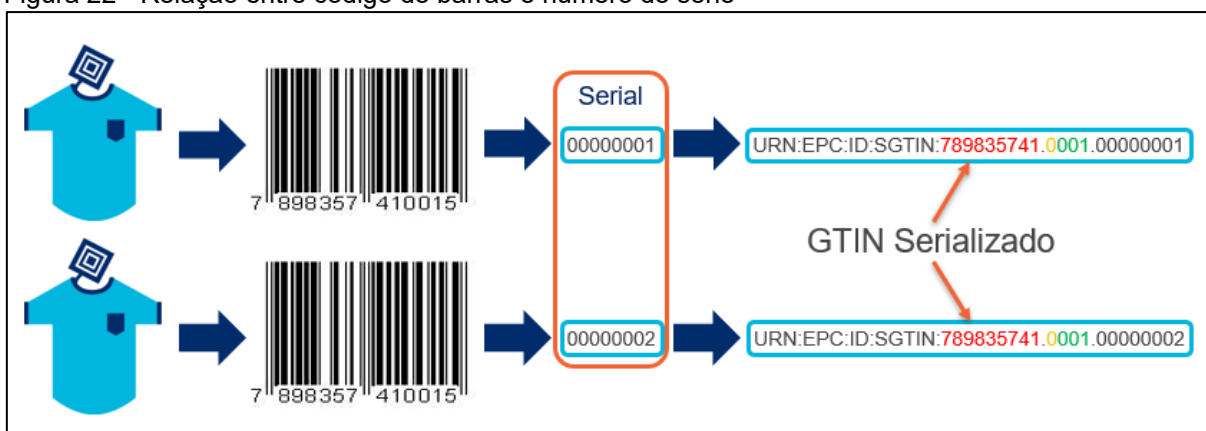 Figura 22 - Relação entre código de barras e número de série
Serial
7 898357 410015
00000001
URN:EPC:ID:SGTIN:789835741.0001.00000001
GTIN Serializado
7 898357 410015
00000002
URN:EPC:ID:SGTIN:789835741.0001.00000002